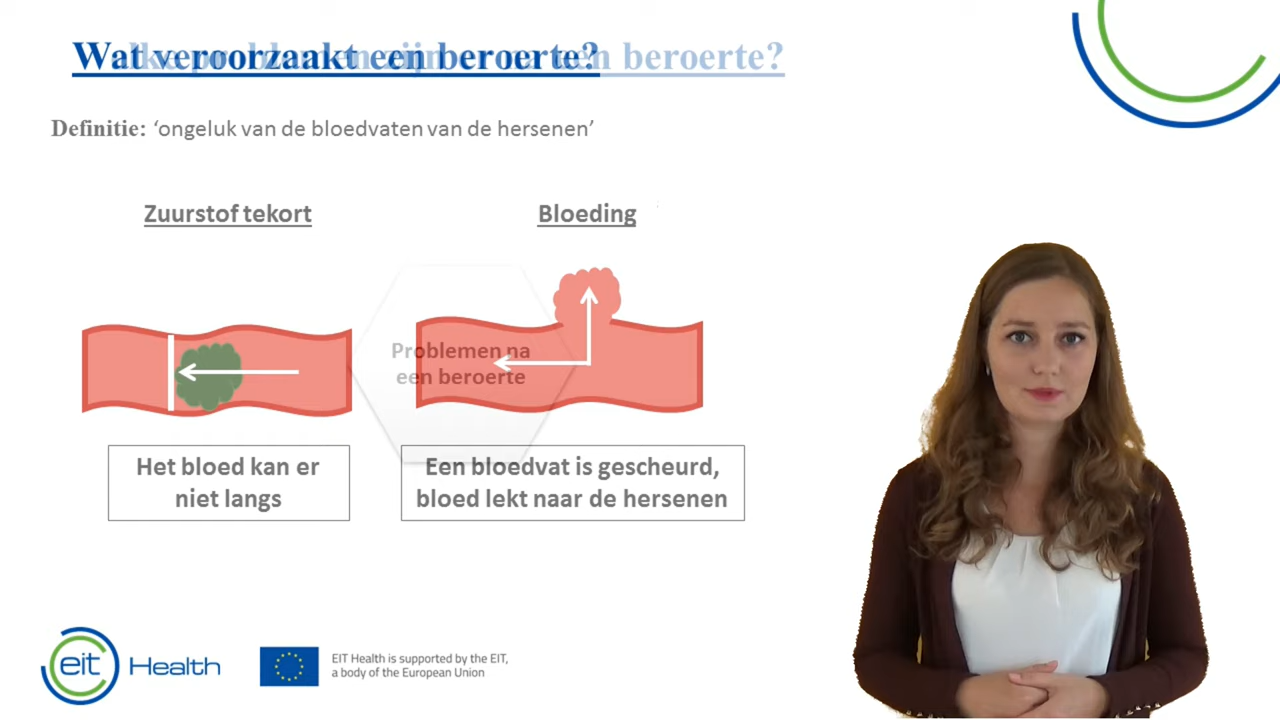 Wat veroorzaakt een beroerte?
een beroerte?
Definitie: ‘ongeluk van de bloedvaten van de hersenen’
Zuurstof tekort
Bloeding
Problemen na
een beroerte
Het bloed kan er
niet langs
Een bloedvat is gescheurd,
bloed lekt naar de hersenen
eit Health
EIT Health is supported by the EIT,
a body of the European Union